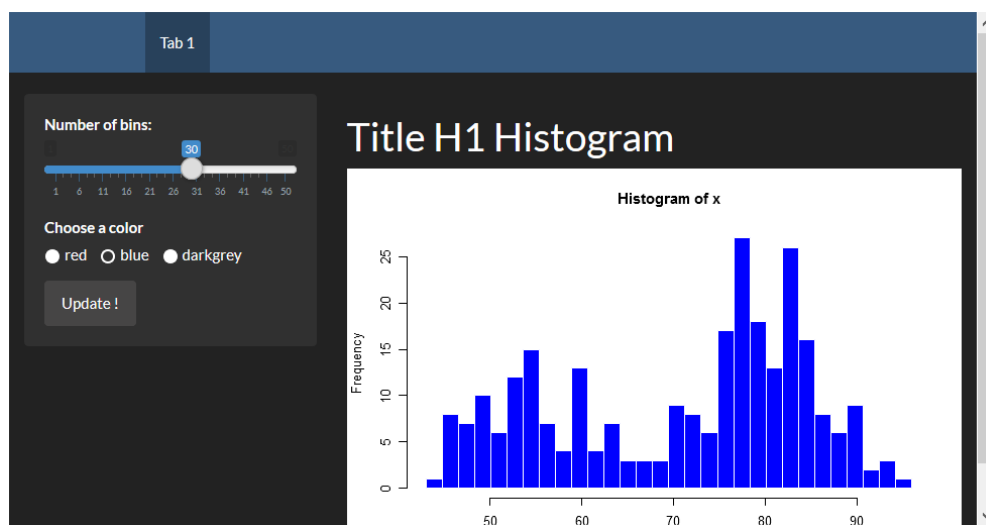 Tab 1
Number of bins:
30
1 6 11 16 21 26 31 36 41 46 50
Choose a color
red blue darkgrey
Update !
Title H1 Histogram
Histogram of x
Frequency
25
20
15
10
5
0
50 60 70 80 90